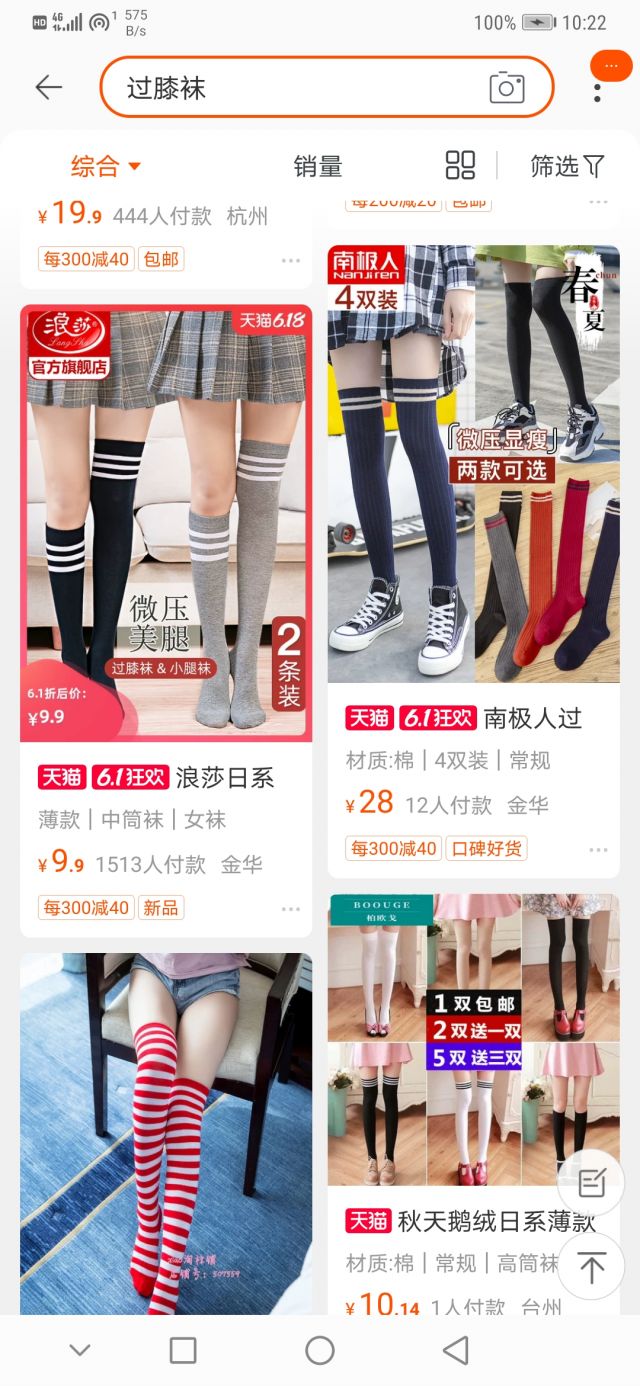 HD 4G 1 575 B/s 100% 10:22
过膝袜
综合 销量 筛选
¥19.9 444人付款 杭州
每300减40 包邮
浪莎
LangSha
官方旗舰店
天猫6.18
微压
美腿
过膝袜&小腿袜
2条装
6.1折后价:
¥9.9
天猫 6.1狂欢 浪莎日系
薄款 | 中筒袜 | 女袜
¥9.9 1513人付款 金华
每300减40 新品
店铺号: 507559
每200减20 包邮
南极人
NanJiren
4双装
春夏
chun
「微压显瘦」
两款可选
天猫 6.1狂欢 南极人过
材质:棉 | 4双装 | 常规
¥28 12人付款 金华
每300减40 口碑好货
BOOUGE
柏欧戈
1双包邮
2双送一双
5双送三双
天猫 秋天鹅绒日系薄款
材质:棉 | 常规 | 高筒袜
¥10.14 1人付款 台州